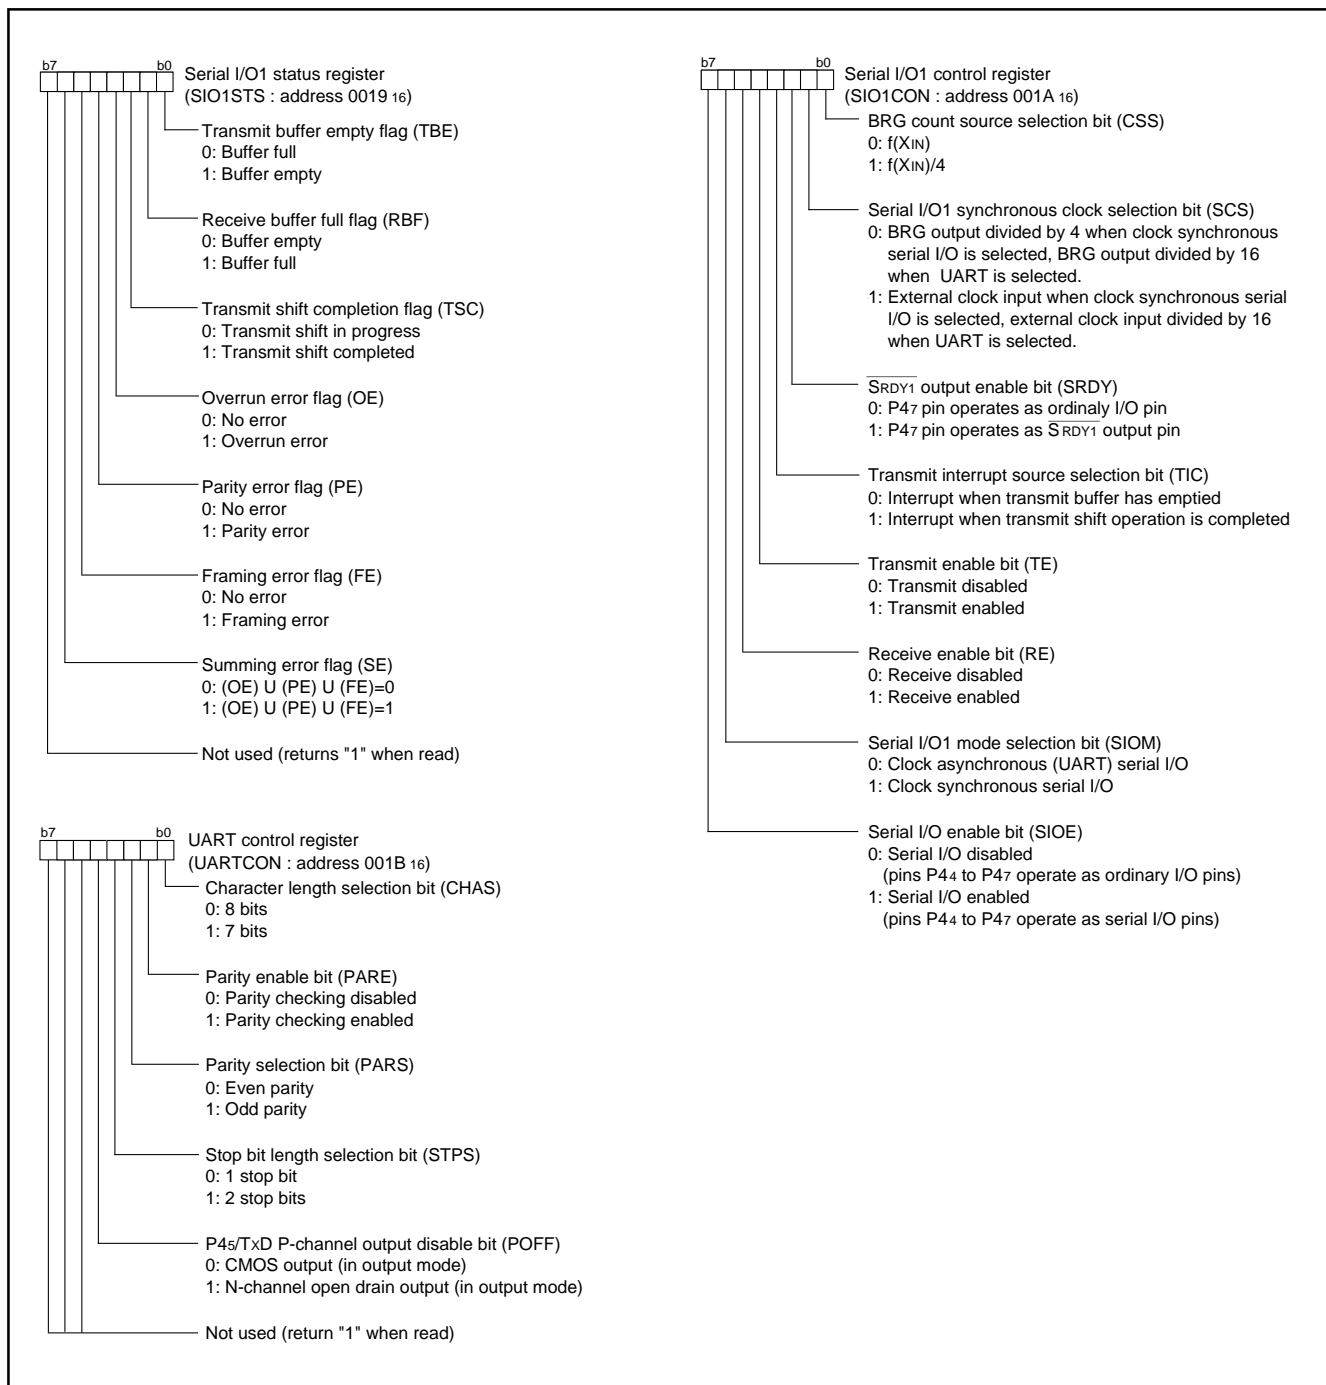 b7 b0
Serial I/O1 status register
(SIO1STS : address 0019 16)
Transmit buffer empty flag (TBE)
0: Buffer full
1: Buffer empty
Receive buffer full flag (RBF)
0: Buffer empty
1: Buffer full
Transmit shift completion flag (TSC)
0: Transmit shift in progress
1: Transmit shift completed
Overrun error flag (OE)
0: No error
1: Overrun error
Parity error flag (PE)
0: No error
1: Parity error
Framing error flag (FE)
0: No error
1: Framing error
Summing error flag (SE)
0: (OE) U (PE) U (FE)=0
1: (OE) U (PE) U (FE)=1
Not used (returns "1" when read)
b7 b0
UART control register
(UARTCON : address 001B 16)
Character length selection bit (CHAS)
0: 8 bits
1: 7 bits
Parity enable bit (PARE)
0: Parity checking disabled
1: Parity checking enabled
Parity selection bit (PARS)
0: Even parity
1: Odd parity
Stop bit length selection bit (STPS)
0: 1 stop bit
1: 2 stop bits
P45/TXD P-channel output disable bit (POFF)
0: CMOS output (in output mode)
1: N-channel open drain output (in output mode)
Not used (return "1" when read)
b7 b0
Serial I/O1 control register
(SIO1CON : address 001A 16)
BRG count source selection bit (CSS)
0: f(XIN)
1: f(XIN)/4
Serial I/O1 synchronous clock selection bit (SCS)
0: BRG output divided by 4 when clock synchronous
serial I/O is selected, BRG output divided by 16
when UART is selected.
1: External clock input when clock synchronous serial
I/O is selected, external clock input divided by 16
when UART is selected.
SRDY1 output enable bit (SRDY)
0: P47 pin operates as ordinaly I/O pin
1: P47 pin operates as SRDY1 output pin
Transmit interrupt source selection bit (TIC)
0: Interrupt when transmit buffer has emptied
1: Interrupt when transmit shift operation is completed
Transmit enable bit (TE)
0: Transmit disabled
1: Transmit enabled
Receive enable bit (RE)
0: Receive disabled
1: Receive enabled
Serial I/O1 mode selection bit (SIOM)
0: Clock asynchronous (UART) serial I/O
1: Clock synchronous serial I/O
Serial I/O enable bit (SIOE)
0: Serial I/O disabled
(pins P44 to P47 operate as ordinary I/O pins)
1: Serial I/O enabled
(pins P44 to P47 operate as serial I/O pins)